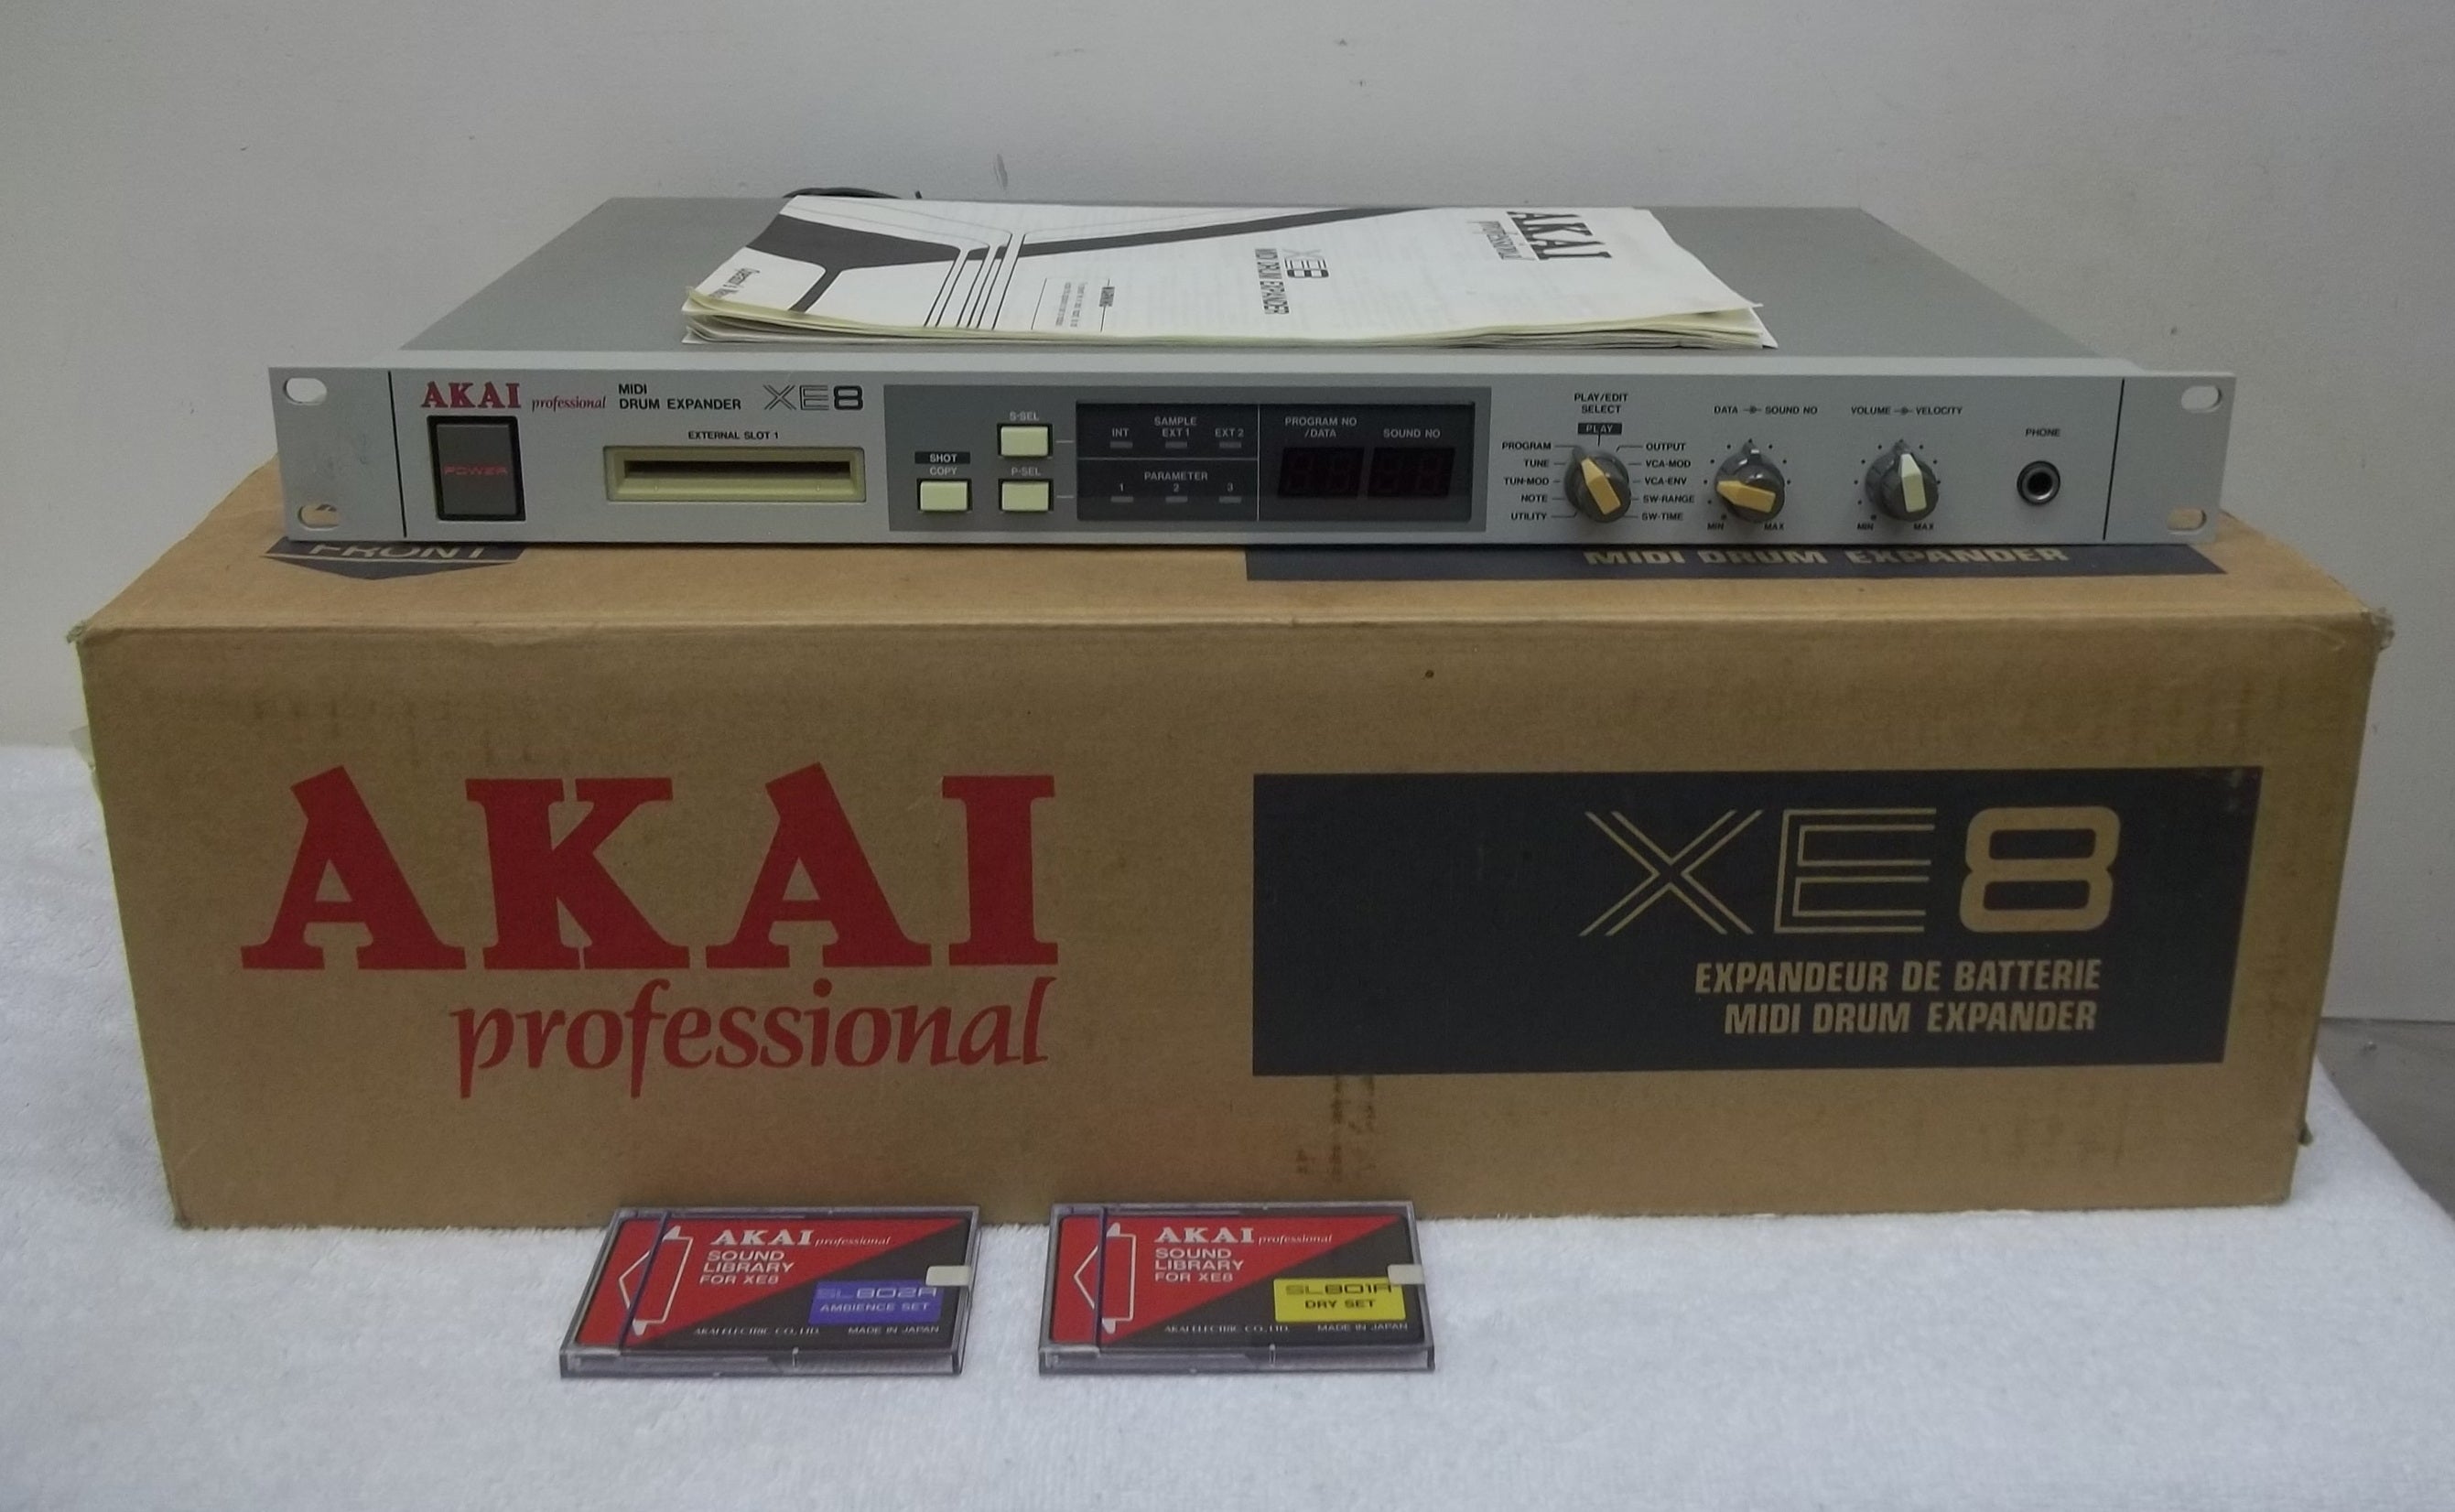 AKAI
professional
XE8
MIDI DRUM EXPANDER
WARNING
AKAI professional MIDI DRUM EXPANDER XE8
POWER
EXTERNAL SLOT 1
SHOT
COPY
S-SEL
P-SEL
SAMPLE
INT EXT 1 EXT 2
PARAMETER
1 2 3
PROGRAM NO
/DATA
SOUND NO
PLAY/EDIT
SELECT
PLAY
PROGRAM
TUNE
TUN-MOD
NOTE
UTILITY
OUTPUT
VCA-MOD
VCA-ENV
SW-RANGE
SW-TIME
DATA SOUND NO
MIN MAX
VOLUME VELOCITY
MIN MAX
PHONE
FRONT
MIDI DRUM EXPANDER
AKAI
professional
XE8
EXPANDEUR DE BATTERIE
MIDI DRUM EXPANDER
AKAI professional
SOUND
LIBRARY
FOR XE8
SL802A
AMBIENCE SET
AKAI ELECTRIC CO., LTD. MADE IN JAPAN
AKAI professional
SOUND
LIBRARY
FOR XE8
SL801A
DRY SET
AKAI ELECTRIC CO., LTD. MADE IN JAPAN